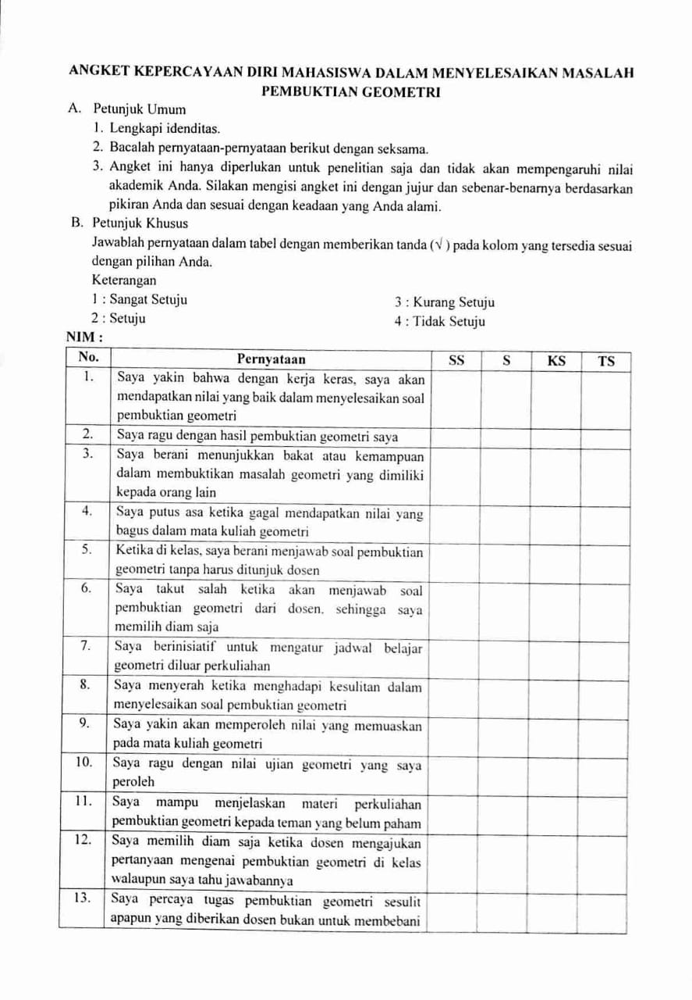 ANGKET KEPERCAYAAN DIRI MAHASISWA DALAM MENYELESAIKAN MASALAH
PEMBUKTIAN GEOMETRI
A. Petunjuk Umum
1. Lengkapi idenditas.
2. Bacalah pernyataan-pernyataan berikut dengan seksama.
3. Angket ini hanya diperlukan untuk penelitian saja dan tidak akan mempengaruhi nilai
akademik Anda. Silakan mengisi angket ini dengan jujur dan sebenar-benarnya berdasarkan
pikiran Anda dan sesuai dengan keadaan yang Anda alami.
B. Petunjuk Khusus
Jawablah pernyataan dalam tabel dengan memberikan tanda (√ ) pada kolom yang tersedia sesuai
dengan pilihan Anda.
Keterangan
1 : Sangat Setuju 3 : Kurang Setuju
2 : Setuju 4 : Tidak Setuju
NIM :
No. Pernyataan SS S KS TS
1. Saya yakin bahwa dengan kerja keras, saya akan
mendapatkan nilai yang baik dalam menyelesaikan soal
pembuktian geometri
2. Saya ragu dengan hasil pembuktian geometri saya
3. Saya berani menunjukkan bakat atau kemampuan
dalam membuktikan masalah geometri yang dimiliki
kepada orang lain
4. Saya putus asa ketika gagal mendapatkan nilai yang
bagus dalam mata kuliah geometri
5. Ketika di kelas, saya berani menjawab soal pembuktian
geometri tanpa harus ditunjuk dosen
6. Saya takut salah ketika akan menjawab soal
pembuktian geometri dari dosen. sehingga saya
memilih diam saja
7. Saya berinisiatif untuk mengatur jadwal belajar
geometri diluar perkuliahan
8. Saya menyerah ketika menghadapi kesulitan dalam
menyelesaikan soal pembuktian geometri
9. Saya yakin akan memperoleh nilai yang memuaskan
pada mata kuliah geometri
10. Saya ragu dengan nilai ujian geometri yang saya
peroleh
11. Saya mampu menjelaskan materi perkuliahan
pembuktian geometri kepada teman yang belum paham
12. Saya memilih diam saja ketika dosen mengajukan
pertanyaan mengenai pembuktian geometri di kelas
walaupun saya tahu jawabannya
13. Saya percaya tugas pembuktian geometri sesulit
apapun yang diberikan dosen bukan untuk membebani